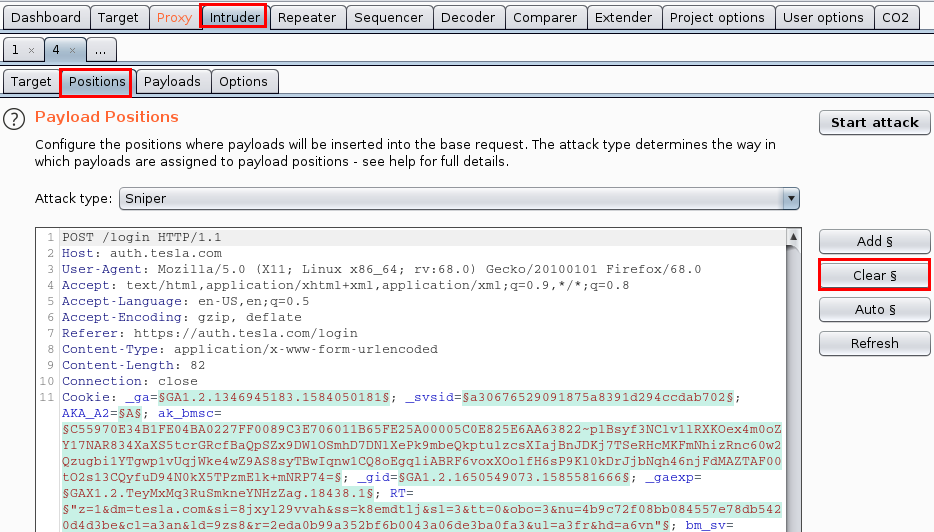 Dashboard Target Proxy Intruder Repeater Sequencer Decoder Comparer Extender Project options User options CO2
1 × 4 × ...
Target Positions Payloads Options
? Payload Positions
Start attack
Configure the positions where payloads will be inserted into the base request. The attack type determines the way in
which payloads are assigned to payload positions - see help for full details.
Attack type: Sniper
Add §
Clear §
Auto §
Refresh
1 POST /login HTTP/1.1
2 Host: auth.tesla.com
3 User-Agent: Mozilla/5.0 (X11; Linux x86_64; rv:68.0) Gecko/20100101 Firefox/68.0
4 Accept: text/html,application/xhtml+xml,application/xml;q=0.9,*/*;q=0.8
5 Accept-Language: en-US,en;q=0.5
6 Accept-Encoding: gzip, deflate
7 Referer: https://auth.tesla.com/login
8 Content-Type: application/x-www-form-urlencoded
9 Content-Length: 82
10 Connection: close
11 Cookie: _ga=§GA1.2.1346945183.1584050181§; _svsid=§a30676529091875a8391d294ccdab702§;
AKA_A2=§A§; ak_bmsc=
§C55970E34B1FE04BA0227FF0089C3E706011B65FE25A00005C0E825E6AA63822~plBsyf3NClv1lRXKOex4m0oZ
Y17NAR834XaXS5tcrGRcfBaQpSZx9DWlOSmhD7DNlXePk9mbeQkptulzcsXIajBnJDKj7TSeRHcMKFmNhizRnc60w2
Qzugbi1YTgwp1vUqjWke4wZ9AS8syTBwIqnw1CQ8oEgqliABRF6voxXOolfH6sP9Kl0kDrJjbNqh46njFdMAZTAF00
tO2s13CQyfuD94N0kX5TPzmElk+mNRP74=§; _gid=§GA1.2.1650549073.1585581666§; _gaexp=
§GAX1.2.TeyMxMq3RuSmkneYNHzZag.18438.1§; RT=
§"z=1&dm=tesla.com&si=8jxyl29vvah&ss=k8emdtlj&sl=3&tt=0&obo=3&nu=4b9c72f08bb084557e78db542
0d4d3be&cl=a3an&ld=9zs8&r=2eda0b99a352bf6b0043a06de3ba0fa3&ul=a3fr&hd=a6vn"§; bm_sv=